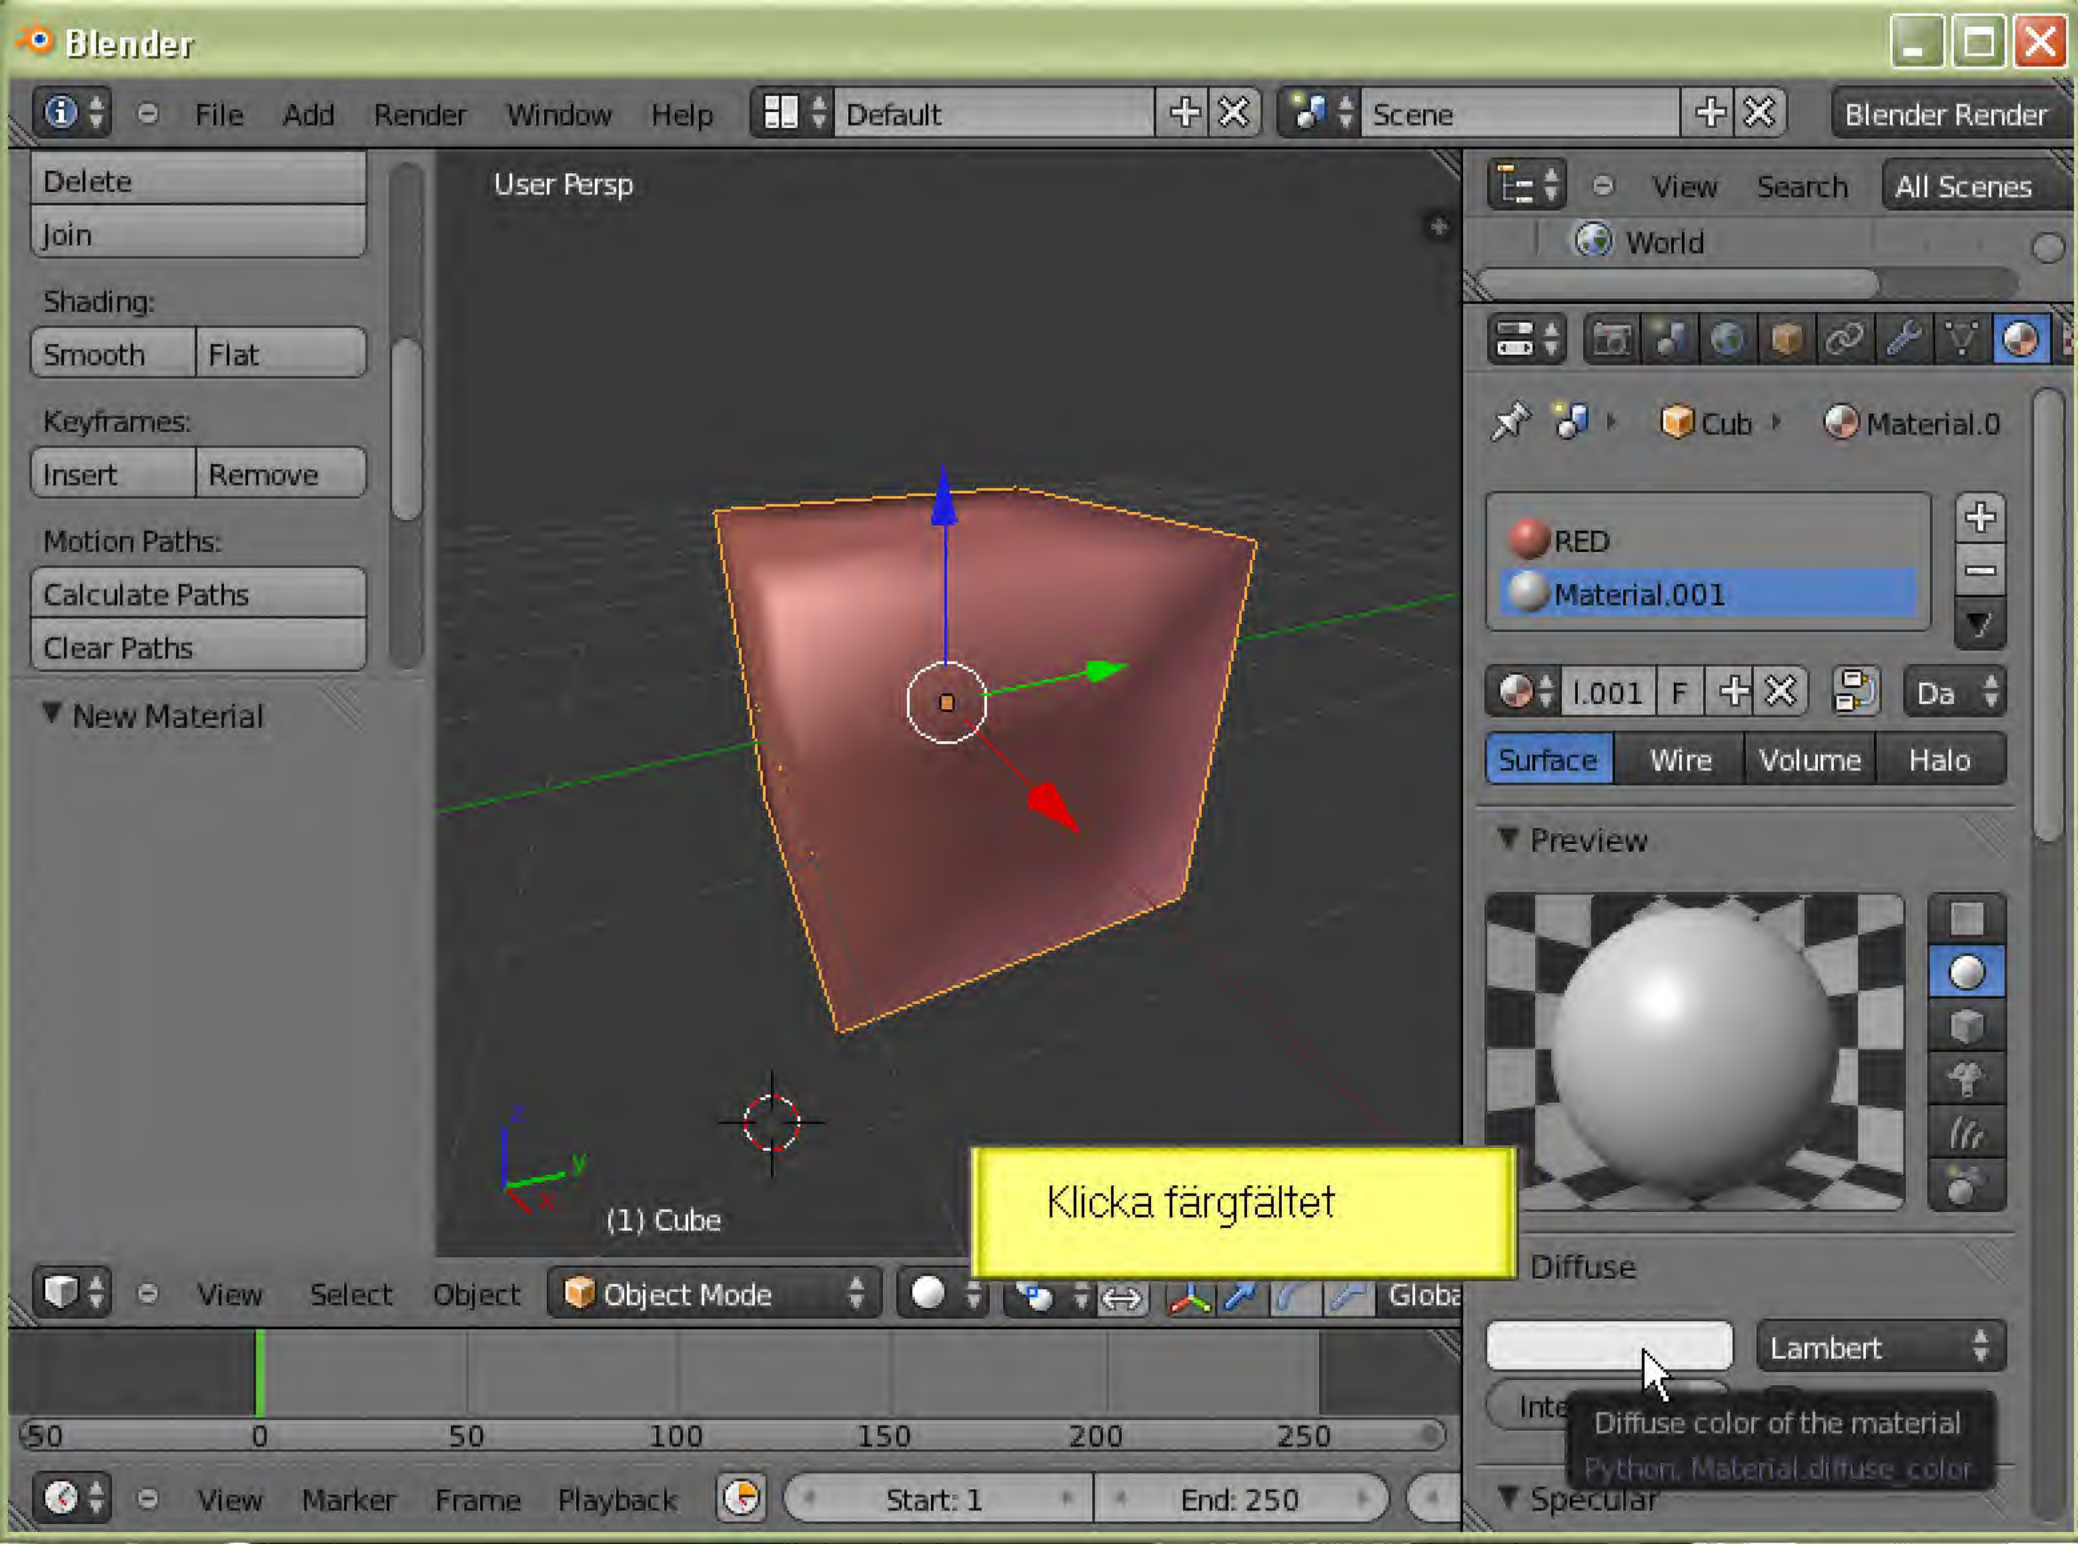 Blender
File Add Render Window Help Default Scene Blender Render
Delete
Join
Shading:
Smooth Flat
Keyframes:
Insert Remove
Motion Paths:
Calculate Paths
Clear Paths
New Material
User Persp
z
y
x
(1) Cube
Klicka färgfältet
View Select Object Object Mode Globa
-50 0 50 100 150 200 250
View Marker Frame Playback Start: 1 End: 250
View Search All Scenes
World
Cub Material.0
RED
Material.001
l.001 F Da
Surface Wire Volume Halo
Preview
Diffuse
Lambert
Inte
Diffuse color of the material
Python: Material.diffuse_color
Specular